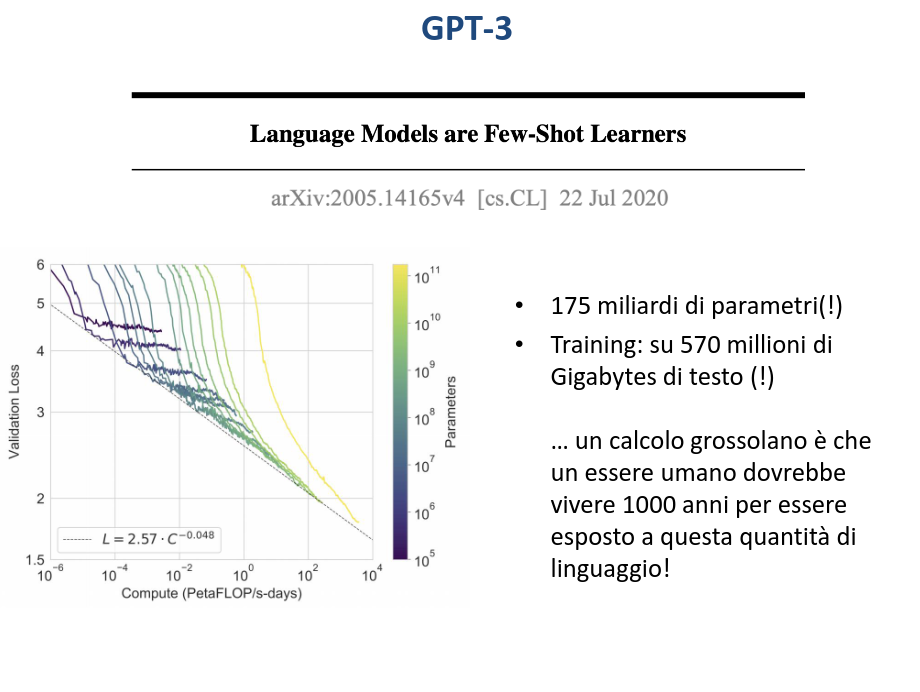 GPT-3
Language Models are Few-Shot Learners
arXiv:2005.14165v4 [cs.CL] 22 Jul 2020
6
5
4
3
2
1.5
Validation Loss
L = 2.57 · C^{-0.048}
10^{-6}
10^{-4}
10^{-2}
10^{0}
10^{2}
10^{4}
Compute (PetaFLOP/s-days)
10^{11}
10^{10}
10^{9}
10^{8}
10^{7}
10^{6}
10^{5}
Parameters
• 175 miliardi di parametri(!)
• Training: su 570 millioni di
Gigabytes di testo (!)
... un calcolo grossolano è che
un essere umano dovrebbe
vivere 1000 anni per essere
esposto a questa quantità di
linguaggio!